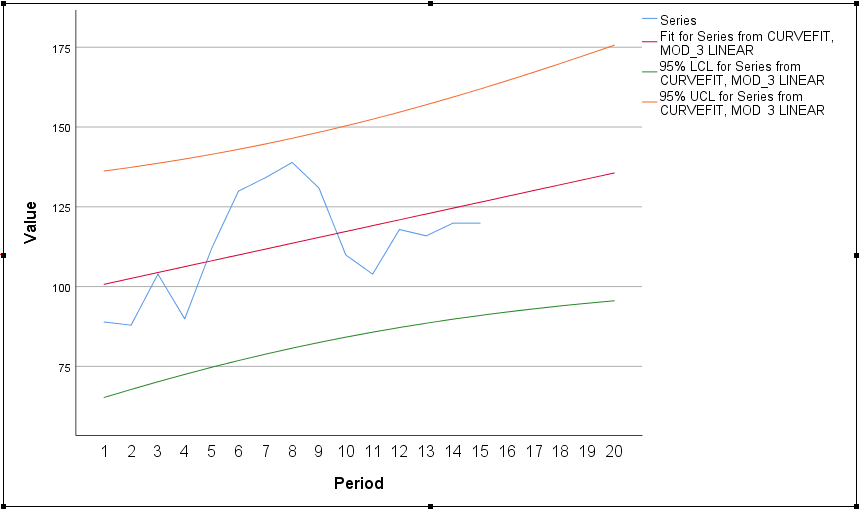 Series
Fit for Series from CURVEFIT,
MOD_3 LINEAR
95% LCL for Series from
CURVEFIT, MOD_3 LINEAR
95% UCL for Series from
CURVEFIT, MOD 3 LINEAR
175
150
125
100
75
Value
1 2 3 4 5 6 7 8 9 10 11 12 13 14 15 16 17 18 19 20
Period